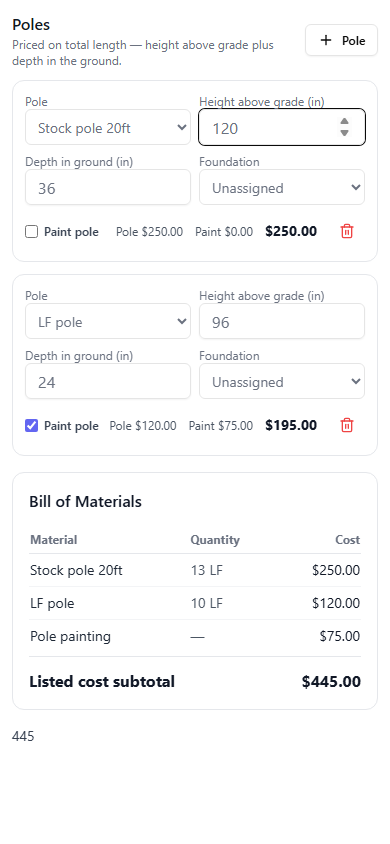 Poles
Priced on total length — height above grade plus
depth in the ground.
+ Pole
Pole
Height above grade (in)
Stock pole 20ft
120
Depth in ground (in)
Foundation
36
Unassigned
Paint pole Pole $250.00 Paint $0.00 $250.00
Pole
Height above grade (in)
LF pole
96
Depth in ground (in)
Foundation
24
Unassigned
Paint pole Pole $120.00 Paint $75.00 $195.00
Bill of Materials
Material Quantity Cost
Stock pole 20ft 13 LF $250.00
LF pole 10 LF $120.00
Pole painting — $75.00
Listed cost subtotal $445.00
445